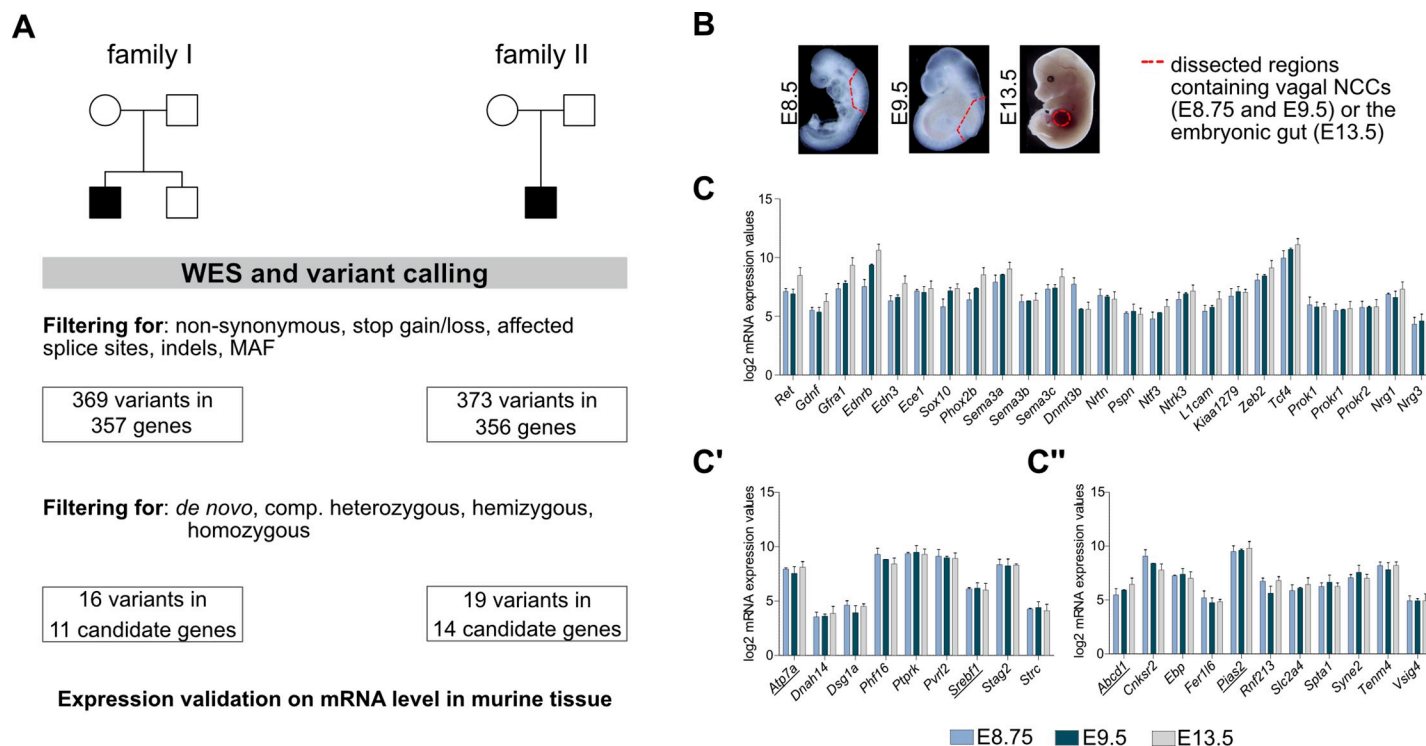 A
family I
family II
WES and variant calling
Filtering for: non-synonymous, stop gain/loss, affected
splice sites, indels, MAF
369 variants in
357 genes
373 variants in
356 genes
Filtering for: de novo, comp. heterozygous, hemizygous,
homozygous
16 variants in
11 candidate genes
19 variants in
14 candidate genes
Expression validation on mRNA level in murine tissue
B
E8.5
E9.5
E13.5
dissected regions
containing vagal NCCs
(E8.75 and E9.5) or the
embryonic gut (E13.5)
C
log2 mRNA expression values
15
10
5
0
Ret
Gdnf
Gfra1
Ednrb
Edn3
Ece1
Sox10
Phox2b
Sema3a
Sema3b
Sema3c
Dnmt3b
Nrtn
Pspn
Ntf3
Ntrk3
L1cam
Kiaa1279
Zeb2
Tcf4
Prok1
Prokr1
Prokr2
Nrg1
Nrg3
C'
log2 mRNA expression values
15
10
5
0
Atp7a
Dnah14
Dsg1a
Phf16
Ptprk
Pvrl2
Srebf1
Stag2
Strc
C"
log2 mRNA expression values
15
10
5
0
Abcd1
Cnksr2
Ebp
Fer1l6
Pias2
Rnf213
Slc2a4
Spta1
Syne2
Tenm4
Vsig4
E8.75
E9.5
E13.5